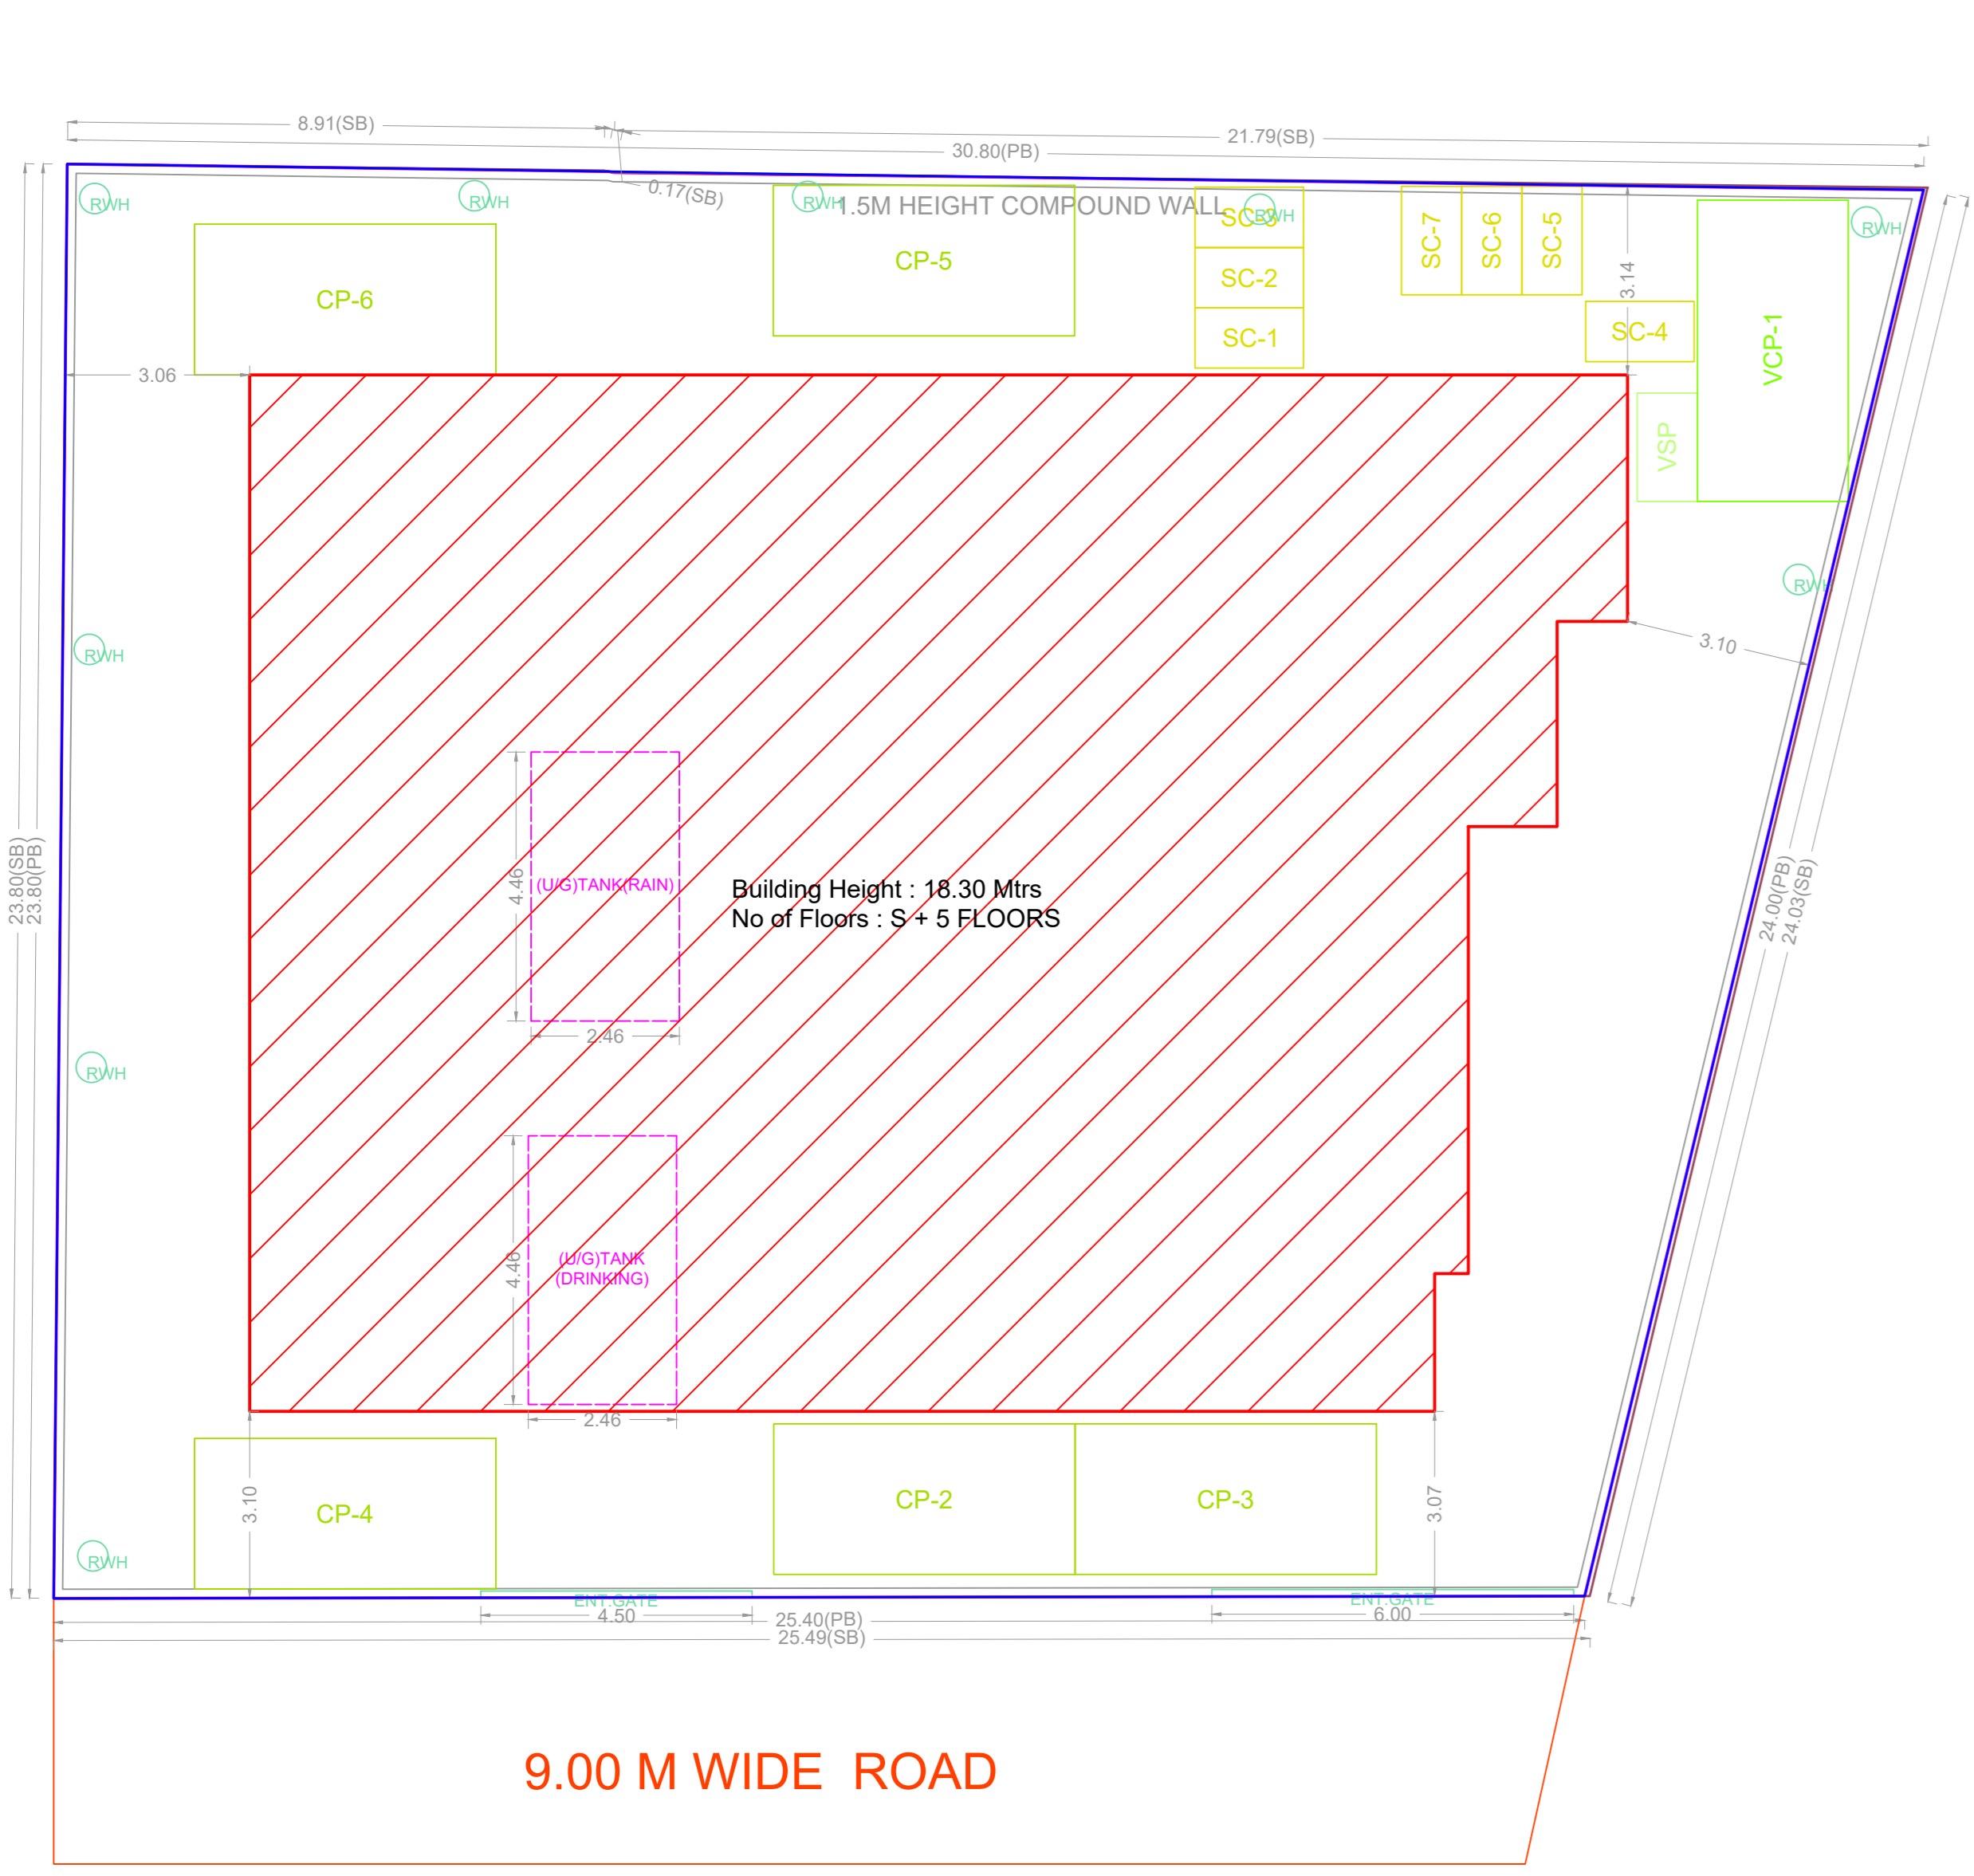 8.91(SB)
21.79(SB)
30.80(PB)
0.17(SB)
RWH
RWH
RWH
1.5M HEIGHT COMPOUND WALL
RWH
RWH
CP-6
CP-5
SC-3
SC-2
SC-1
SC-7
SC-6
SC-5
3.14
SC-4
VCP-1
3.06
VSP
RWH
RWH
3.10
23.80(SB)
23.80(PB)
4.46
(U/G)TANK(RAIN)
2.46
Building Height : 18.30 Mtrs
No of Floors : S + 5 FLOORS
24.00(PB)
24.03(SB)
RWH
4.46
(U/G)TANK
(DRINKING)
2.46
3.10
CP-4
CP-2
CP-3
3.07
RWH
ENT.GATE
4.50
ENT.GATE
6.00
25.40(PB)
25.49(SB)
9.00 M WIDE ROAD